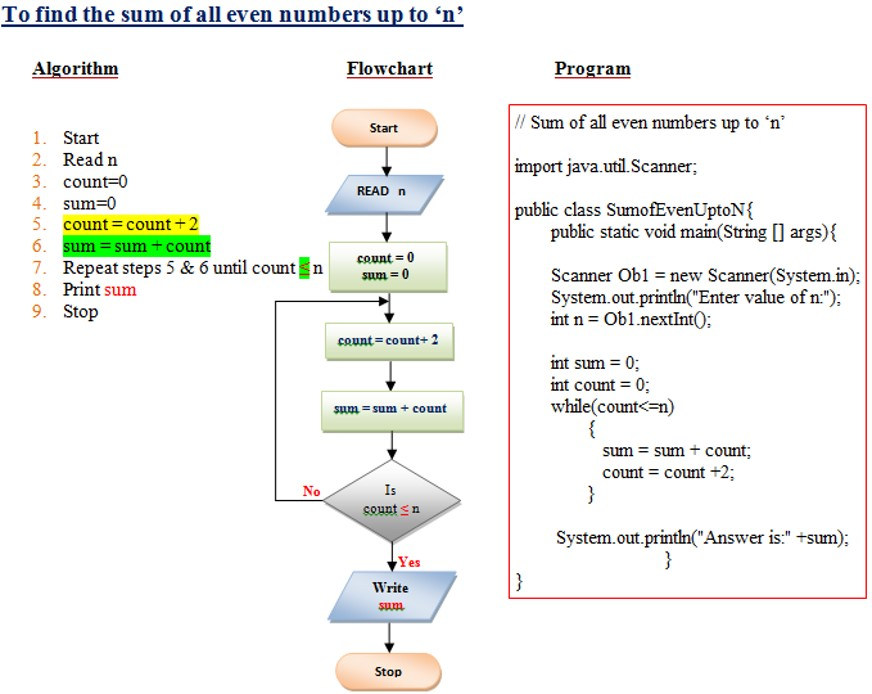 To find the sum of all even numbers up to ‘n’
Algorithm
1. Start
2. Read n
3. count=0
4. sum=0
5. count = count + 2
6. sum = sum + count
7. Repeat steps 5 & 6 until count ≤ n
8. Print sum
9. Stop
Flowchart
Start
READ n
count = 0
sum = 0
count = count+ 2
sum = sum + count
Is
count ≤ n
No
Yes
Write
sum
Stop
Program
// Sum of all even numbers up to ‘n’
import java.util.Scanner;
public class SumofEvenUptoN{
public static void main(String [] args){
Scanner Ob1 = new Scanner(System.in);
System.out.println("Enter value of n:");
int n = Ob1.nextInt();
int sum = 0;
int count = 0;
while(count<=n)
{
sum = sum + count;
count = count +2;
}
System.out.println("Answer is:" +sum);
}
}